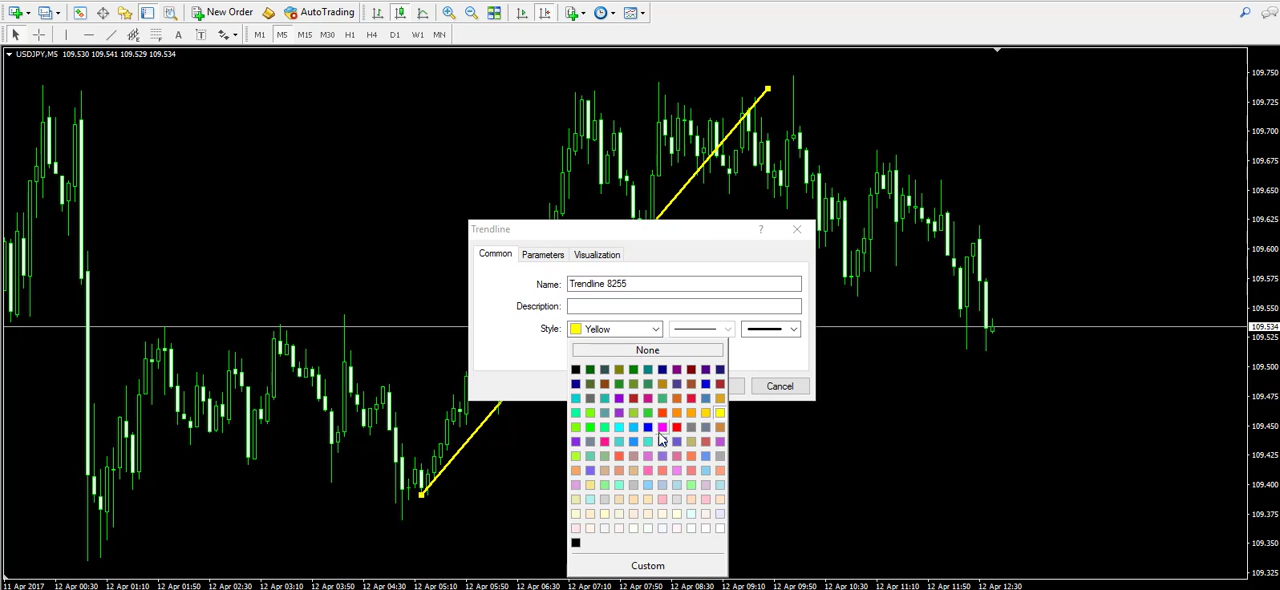 New Order AutoTrading
A T M1 M5 M15 M30 H1 H4 D1 W1 MN
USDJPY,M5 109.530 109.541 109.529 109.534
109.750
109.725
109.700
109.675
109.650
109.625
109.600
109.575
109.550
109.534
109.525
109.500
109.475
109.450
109.425
109.400
109.375
109.350
109.325
Trendline ?
Common Parameters Visualization
Name: Trendline 8255
Description:
Style: Yellow
None
Cancel
Custom
11 Apr 2017 12 Apr 00:30 12 Apr 01:10 12 Apr 01:50 12 Apr 02:30 12 Apr 03:10 12 Apr 03:50 12 Apr 04:30 12 Apr 05:10 12 Apr 05:50 12 Apr 06:30 12 Apr 07:10 12 Apr 07:50 12 Apr 08:30 12 Apr 09:10 12 Apr 09:50 12 Apr 10:30 12 Apr 11:10 12 Apr 11:50 12 Apr 12:30